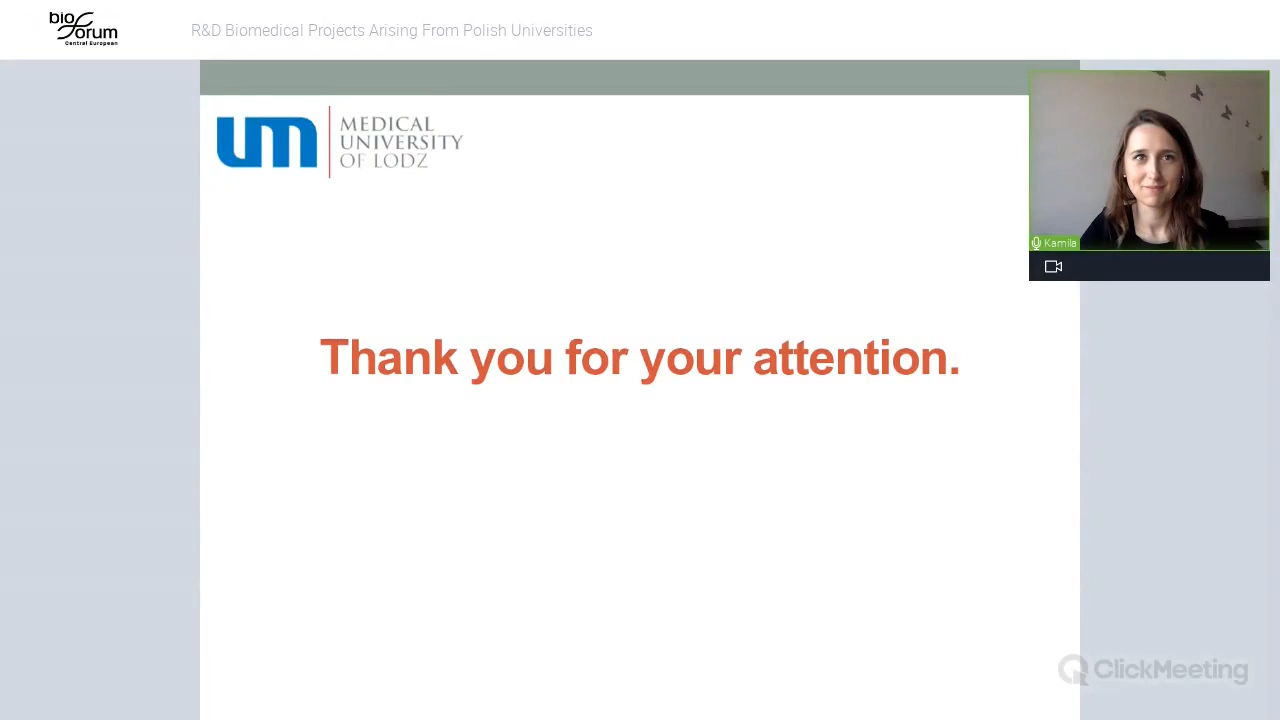 bio
forum
Central European
R&D Biomedical Projects Arising From Polish Universities
um
MEDICAL
UNIVERSITY
OF LODZ
Kamila
Thank you for your attention.
ClickMeeting